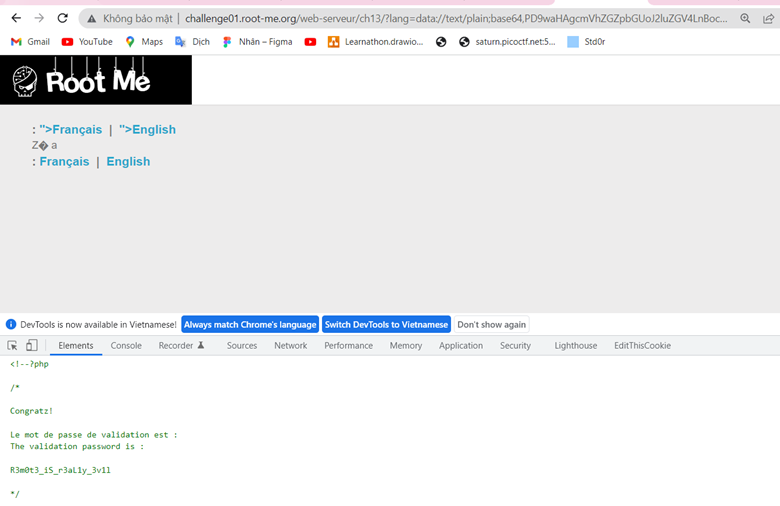 Không bảo mật | challenge01.root-me.org/web-serveur/ch13/?lang=data://text/plain;base64,PD9waHAgcmVhZGZpbGUoJ2luZGV4LnBoc...
Gmail YouTube Maps Dịch Nhãn – Figma Learnathon.drawio... saturn.picoctf.net:5... Std0r
Root Me
: ">Français | ">English
Z� a
: Français | English
DevTools is now available in Vietnamese! Always match Chrome's language Switch DevTools to Vietnamese Don't show again
Elements Console Recorder Sources Network Performance Memory Application Security Lighthouse EditThisCookie
<!--?php
/*
Congratz!
Le mot de passe de validation est :
The validation password is :
R3m0t3_iS_r3aL1y_3v1l
*/